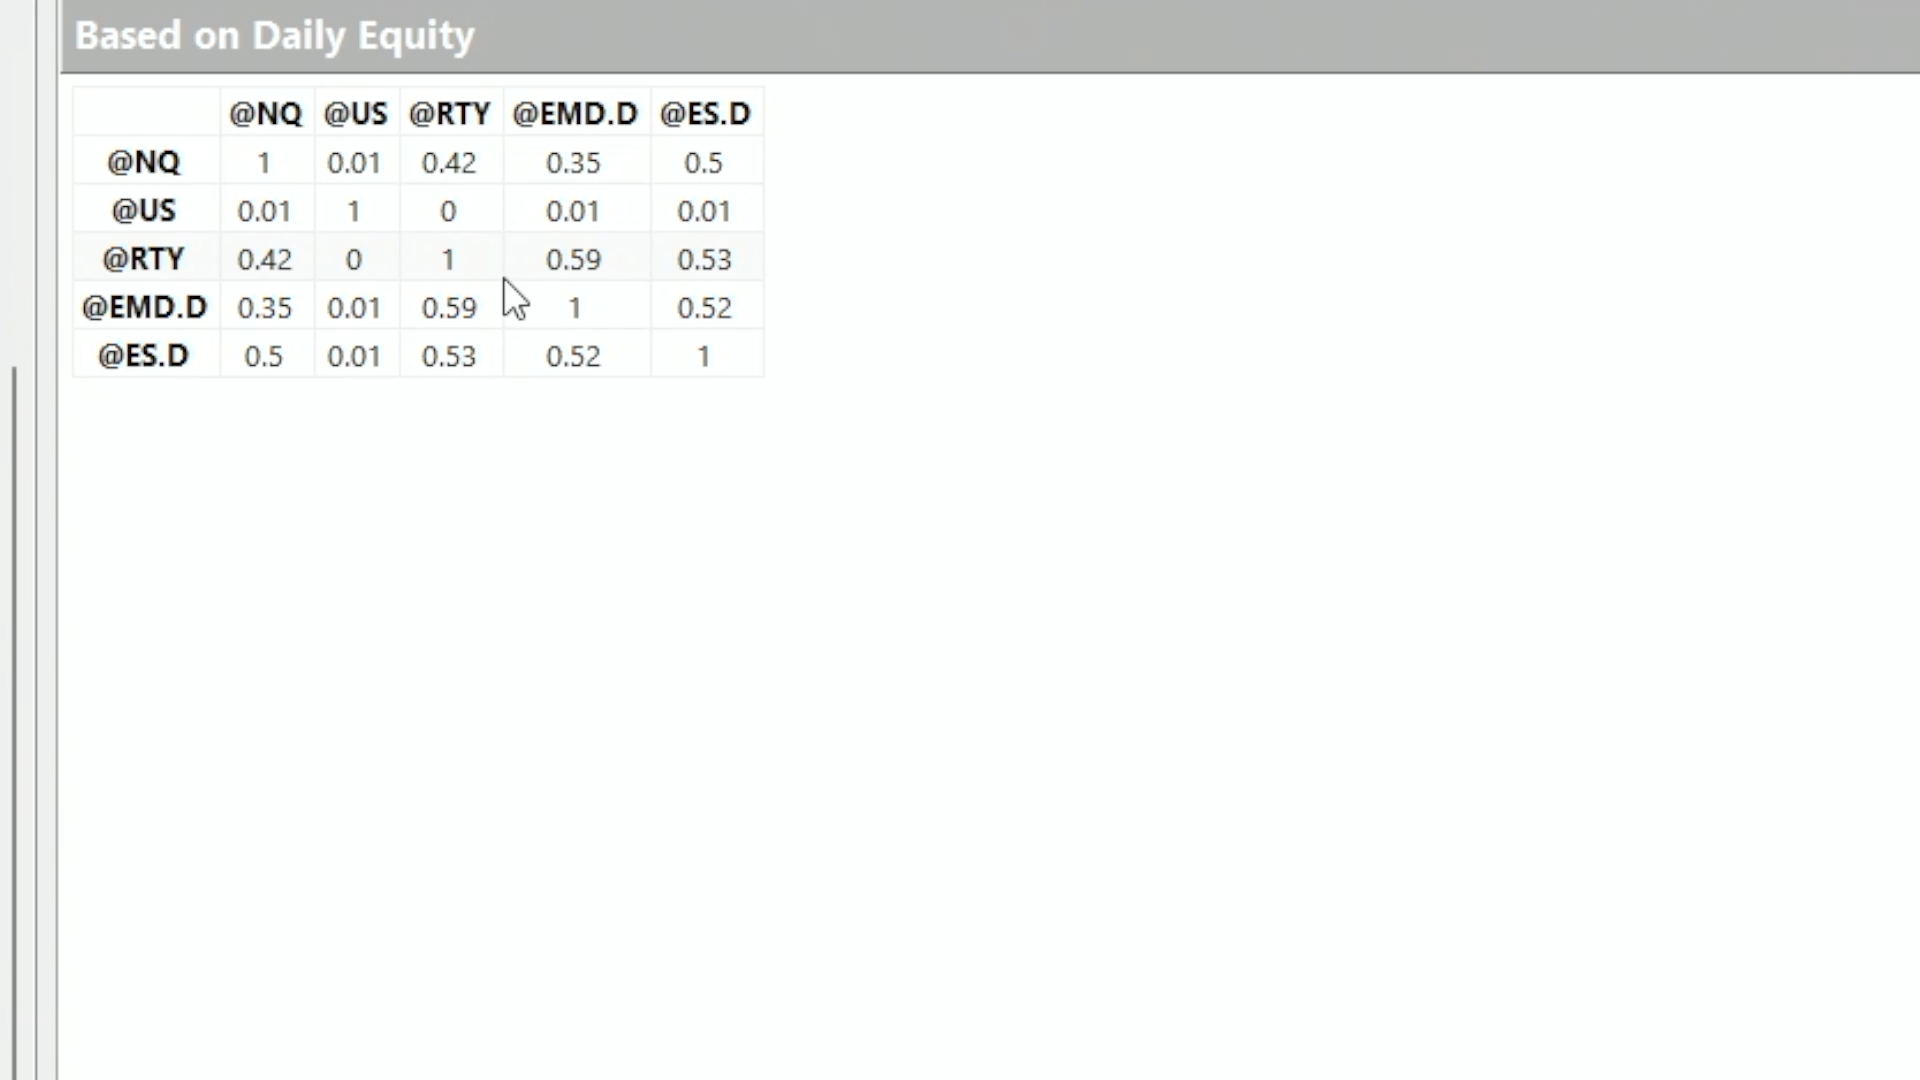 Based on Daily Equity
@NQ @US @RTY @EMD.D @ES.D
@NQ 1 0.01 0.42 0.35 0.5
@US 0.01 1 0 0.01 0.01
@RTY 0.42 0 1 0.59 0.53
@EMD.D 0.35 0.01 0.59 1 0.52
@ES.D 0.5 0.01 0.53 0.52 1